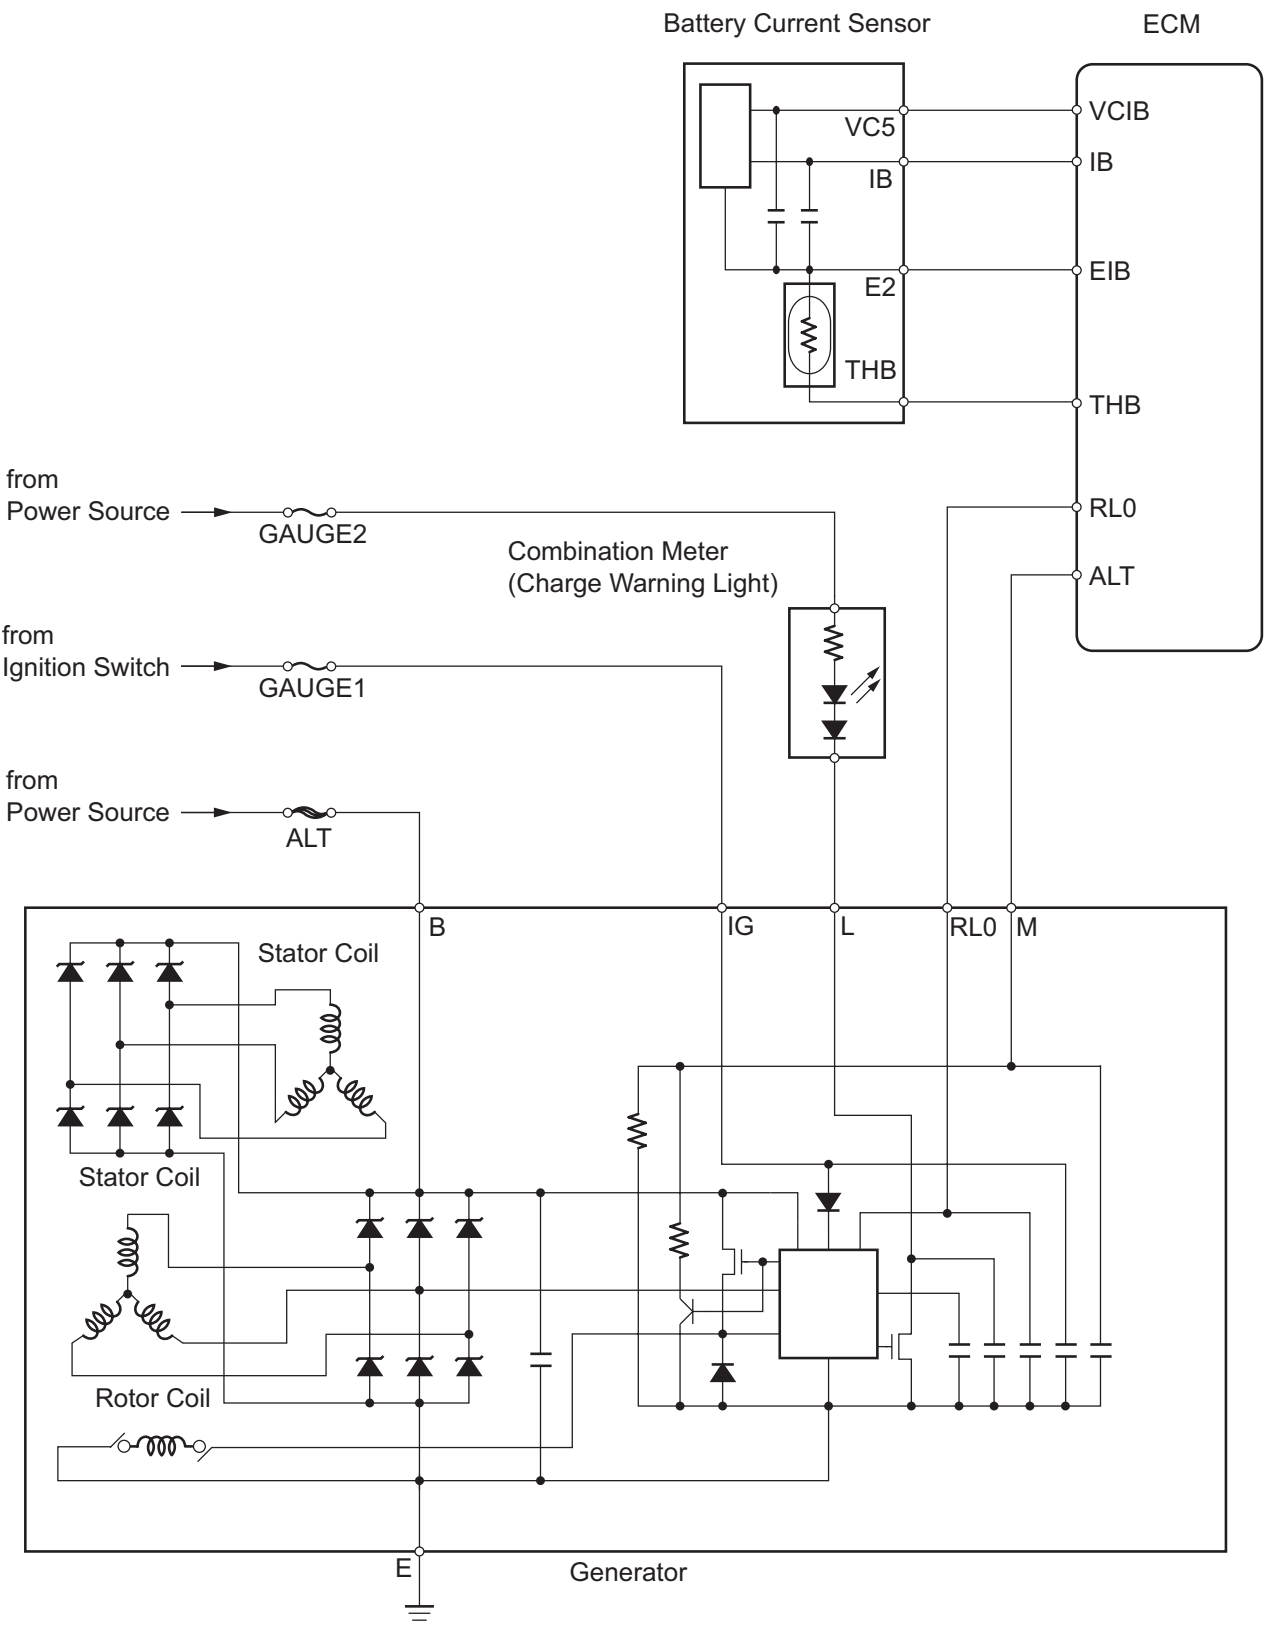 Battery Current Sensor
ECM
VC5
VCIB
IB
IB
E2
EIB
THB
THB
from
Power Source
GAUGE2
RL0
Combination Meter
(Charge Warning Light)
ALT
from
Ignition Switch
GAUGE1
from
Power Source
ALT
B
IG
L
RL0
M
Stator Coil
Stator Coil
Rotor Coil
E
Generator